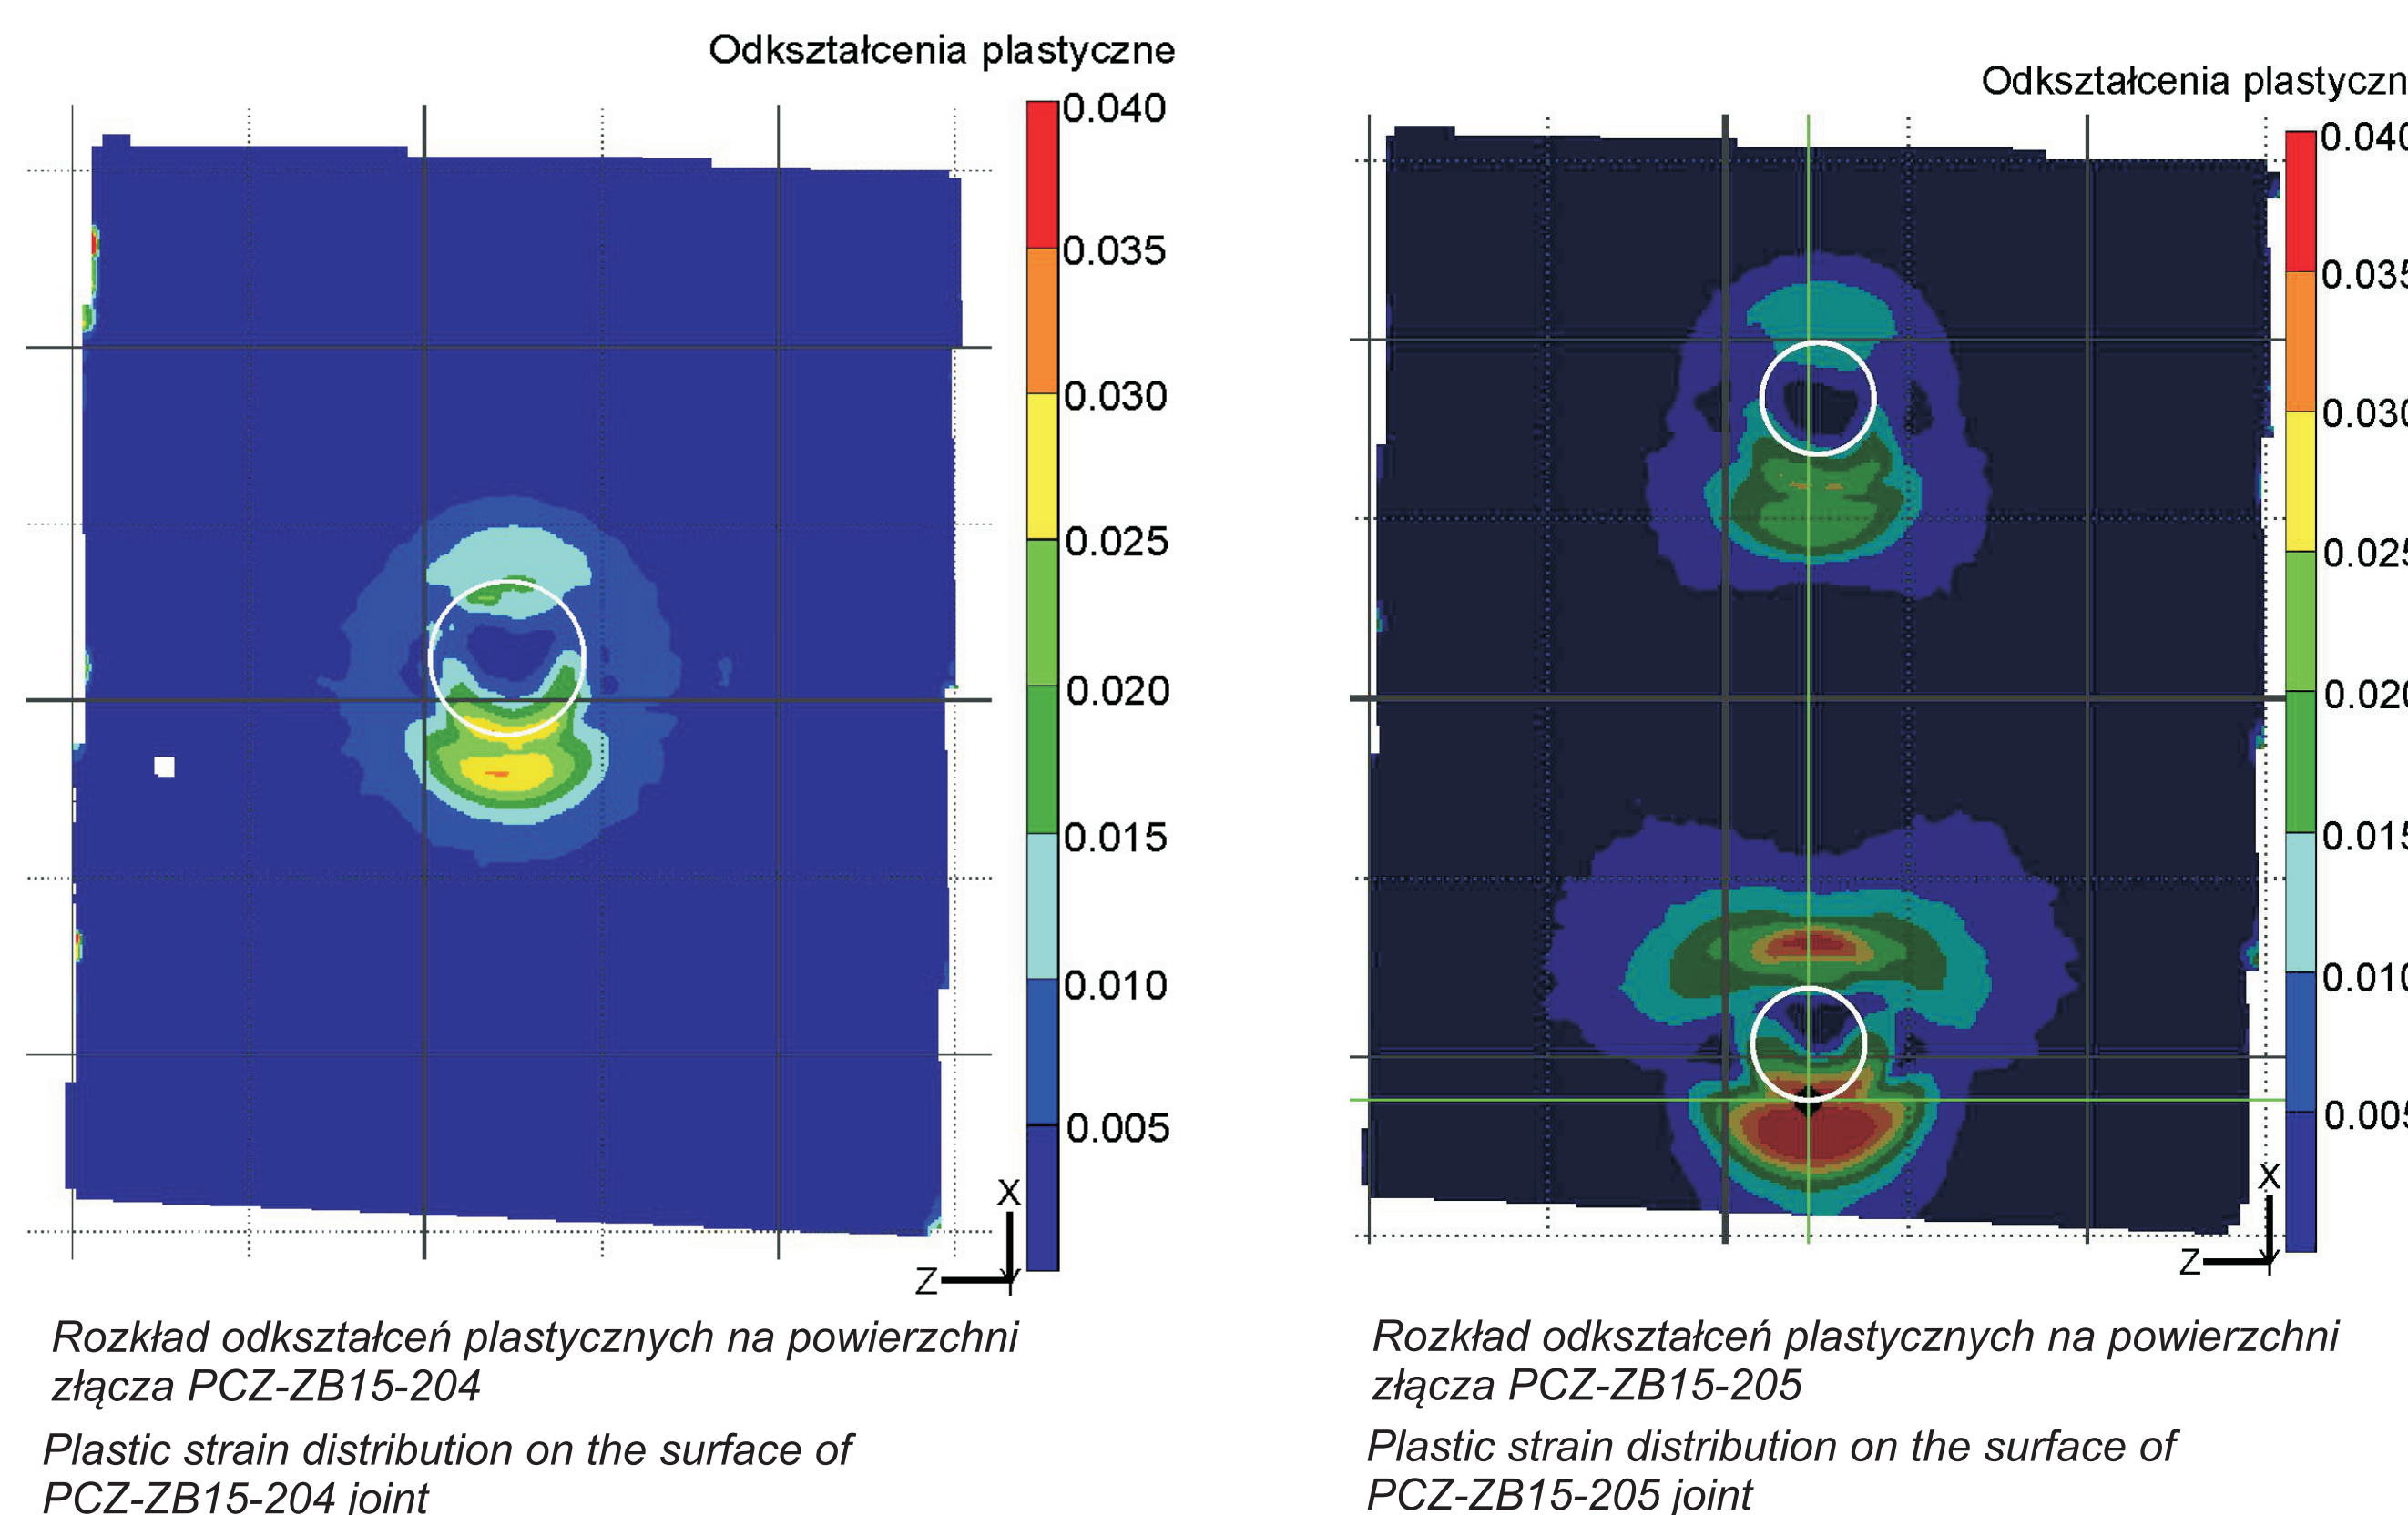 Odkształcenia plastyczne
0.040
0.035
0.030
0.025
0.020
0.015
0.010
0.005
X
Z
Y
Rozkład odkształceń plastycznych na powierzchni
złącza PCZ-ZB15-204
Plastic strain distribution on the surface of
PCZ-ZB15-204 joint
Odkształcenia plastyczn
0.040
0.035
0.030
0.025
0.020
0.015
0.010
0.005
X
Z
Y
Rozkład odkształceń plastycznych na powierzchni
złącza PCZ-ZB15-205
Plastic strain distribution on the surface of
PCZ-ZB15-205 joint